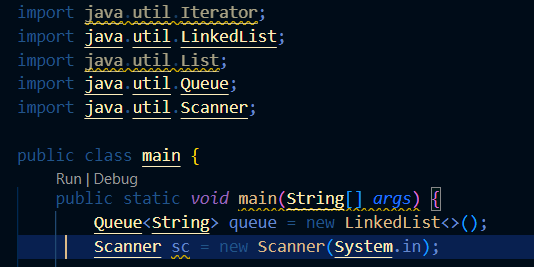 import java.util.Iterator;
import java.util.LinkedList;
import java.util.List;
import java.util.Queue;
import java.util.Scanner;
public class main {
Run | Debug
public static void main(String[] args) {
Queue<String> queue = new LinkedList<>();
Scanner sc = new Scanner(System.in);